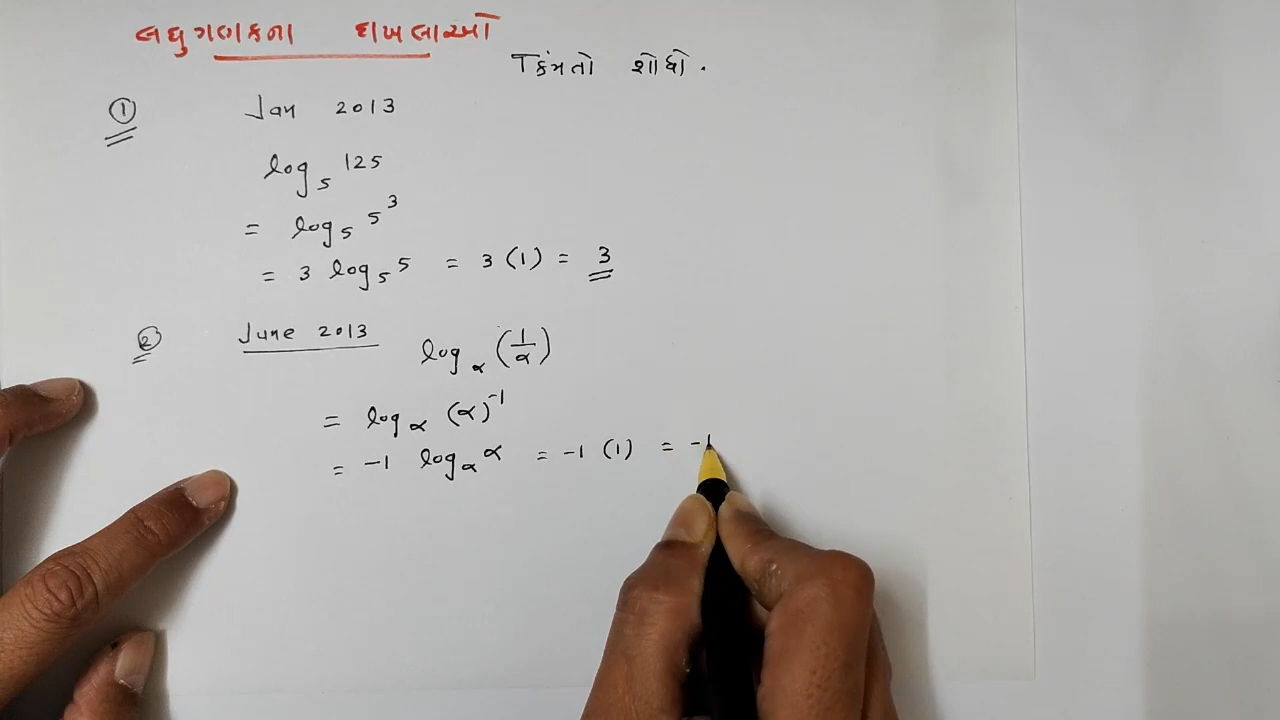 લઘુગણકના દાખલાઓ
કિંમતો શોધો.
① Jan 2013
log₅ 125
= log₅ 5³
= 3 log₅ 5 = 3 (1) = 3
② June 2013 log_α (1/α)
= log_α (α)⁻¹
= -1 log_α α = -1 (1) = -1